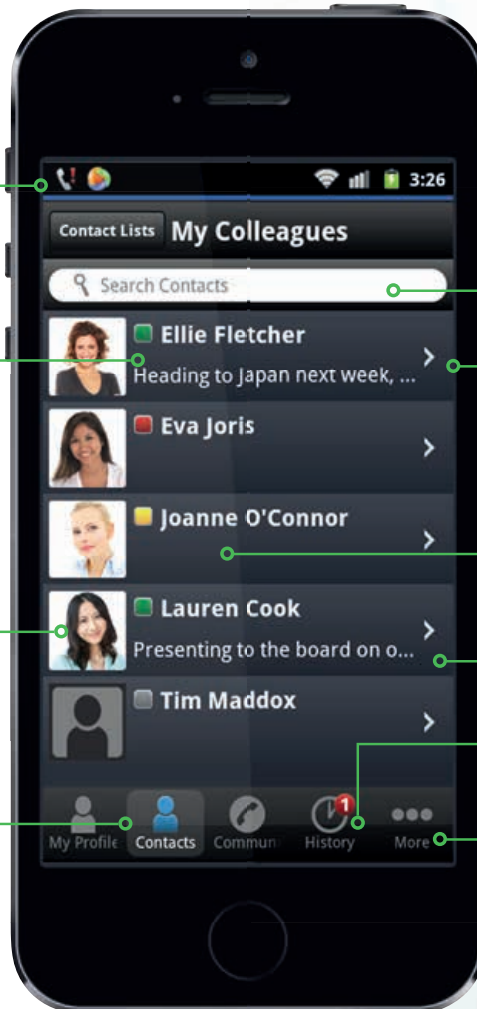 3:26
Contact Lists My Colleagues
Search Contacts
Ellie Fletcher
Heading to Japan next week, ...
Eva Joris
Joanne O'Connor
Lauren Cook
Presenting to the board on o...
Tim Maddox
1
My Profile Contacts Commun History More